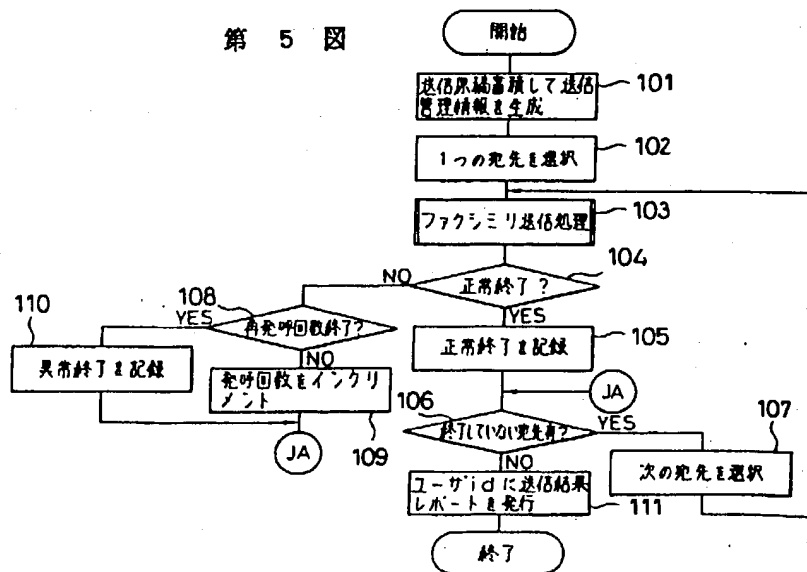 第 5 図
開始
送信原稿蓄積して送信
管理情報を生成
101
1つの宛先を選択
102
ファクシミリ送信処理
103
正常終了?
104
NO
YES
正常終了を記録
105
108
再発呼回数終了?
YES
NO
110
異常終了を記録
発呼回数をインクリ
メント
109
JA
JA
106
終了していない宛先有?
YES
NO
107
次の宛先を選択
ユーザidに送信結果
レポートを発行
111
終了